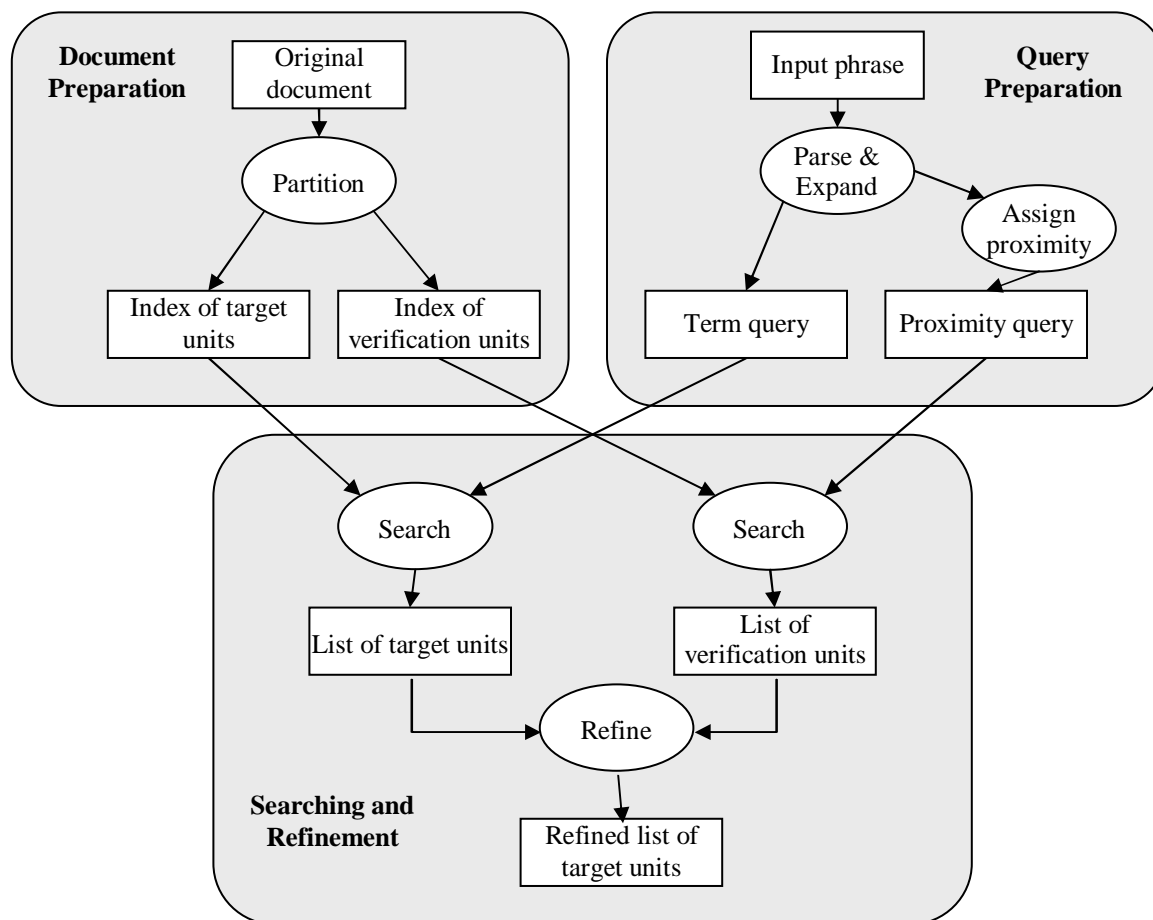 Document
Preparation
Original
document
Partition
Index of target
units
Index of
verification units
Input phrase
Query
Preparation
Parse &
Expand
Assign
proximity
Term query
Proximity query
Search
Search
List of target units
List of
verification units
Refine
Searching and
Refinement
Refined list of
target units